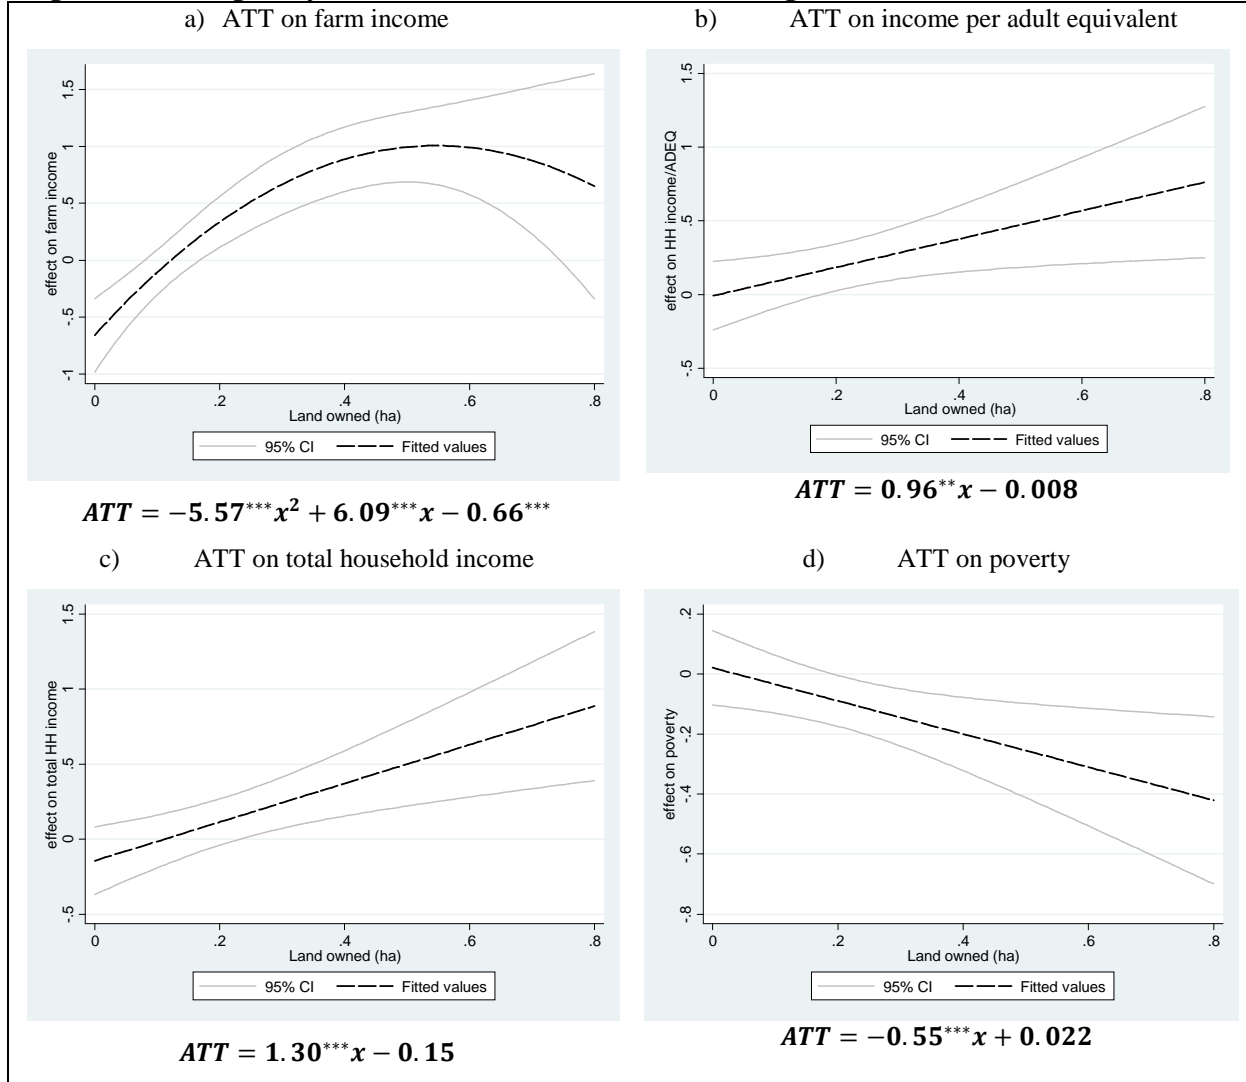 a) ATT on farm income
1.5
1
.5
0
-.5
-1
effect on farm income
0 .2 .4 .6 .8
Land owned (ha)
95% CI Fitted values
ATT = −5.57***x² + 6.09***x − 0.66***
b) ATT on income per adult equivalent
1.5
1
.5
0
-.5
effect on HH income/ADEQ
0 .2 .4 .6 .8
Land owned (ha)
95% CI Fitted values
ATT = 0.96**x − 0.008
c) ATT on total household income
1.5
1
.5
0
-.5
effect on total HH income
0 .2 .4 .6 .8
Land owned (ha)
95% CI Fitted values
ATT = 1.30***x − 0.15
d) ATT on poverty
.2
0
-.2
-.4
-.6
-.8
effect on poverty
0 .2 .4 .6 .8
Land owned (ha)
95% CI Fitted values
ATT = −0.55***x + 0.022